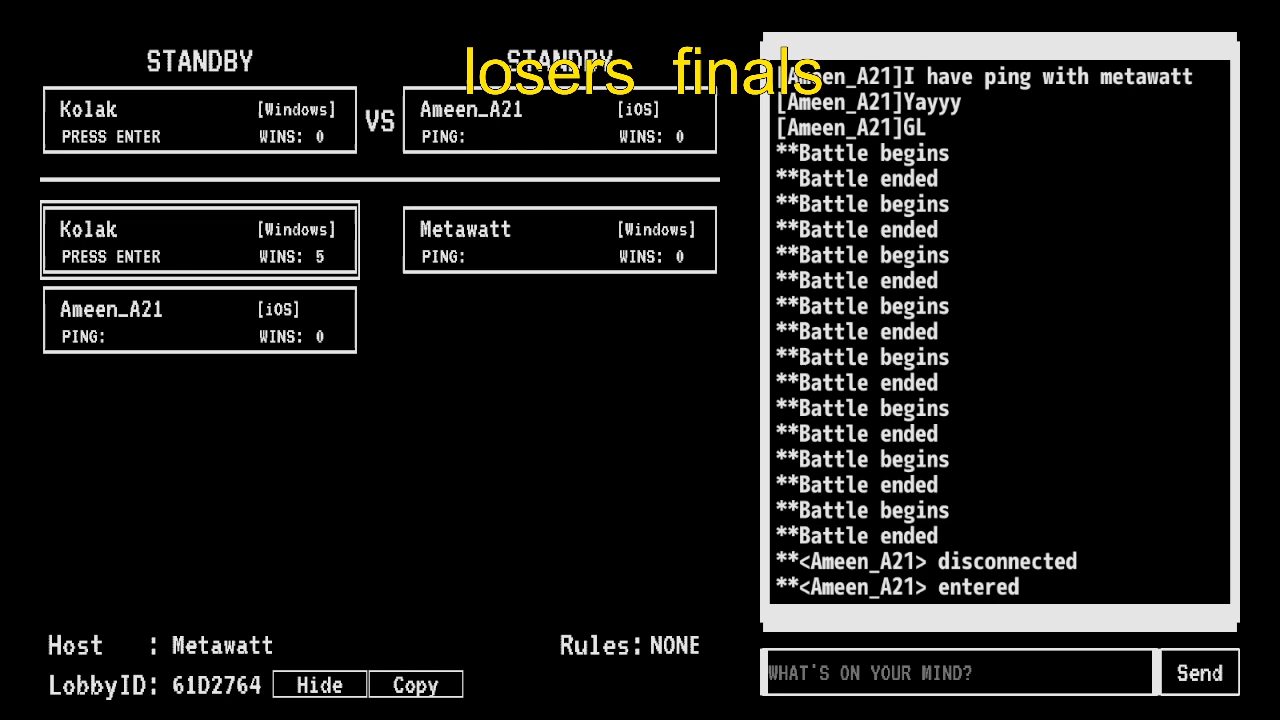 losers finals
STANDBY
STANDBY
Kolak [Windows]
PRESS ENTER WINS: 0
VS
Ameen_A21 [iOS]
PING: WINS: 0
Kolak [Windows]
PRESS ENTER WINS: 5
Metawatt [Windows]
PING: WINS: 0
Ameen_A21 [iOS]
PING: WINS: 0
Host : Metawatt
Rules: NONE
LobbyID: 61D2764 Hide Copy
[Ameen_A21]I have ping with metawatt
[Ameen_A21]Yayyy
[Ameen_A21]GL
**Battle begins
**Battle ended
**Battle begins
**Battle ended
**Battle begins
**Battle ended
**Battle begins
**Battle ended
**Battle begins
**Battle ended
**Battle begins
**Battle ended
**Battle begins
**Battle ended
**Battle begins
**Battle ended
**<Ameen_A21> disconnected
**<Ameen_A21> entered
WHAT'S ON YOUR MIND? Send